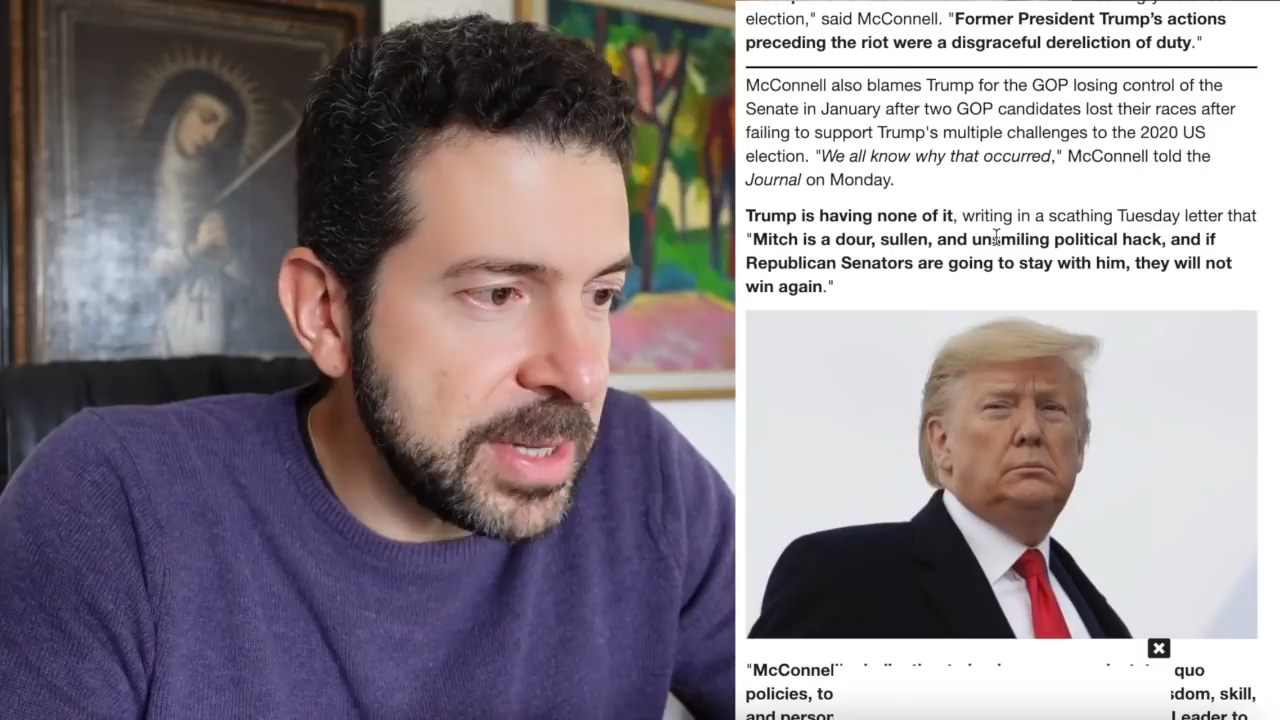 election," said McConnell. "Former President Trump's actions
preceding the riot were a disgraceful dereliction of duty."
McConnell also blames Trump for the GOP losing control of the
Senate in January after two GOP candidates lost their races after
failing to support Trump's multiple challenges to the 2020 US
election. "We all know why that occurred," McConnell told the
Journal on Monday.
Trump is having none of it, writing in a scathing Tuesday letter that
"Mitch is a dour, sullen, and unsmiling political hack, and if
Republican Senators are going to stay with him, they will not
win again."
"McConnell quo
policies, to skill,
and Leader to